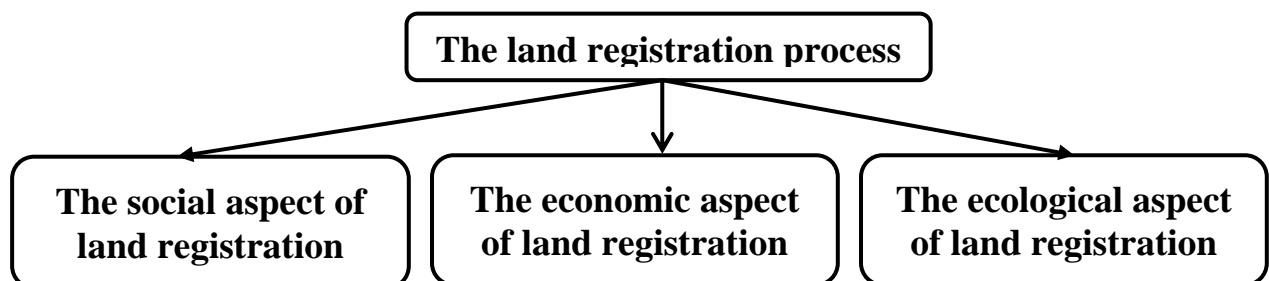 The land registration process
The social aspect of
land registration
The economic aspect
of land registration
The ecological aspect
of land registration